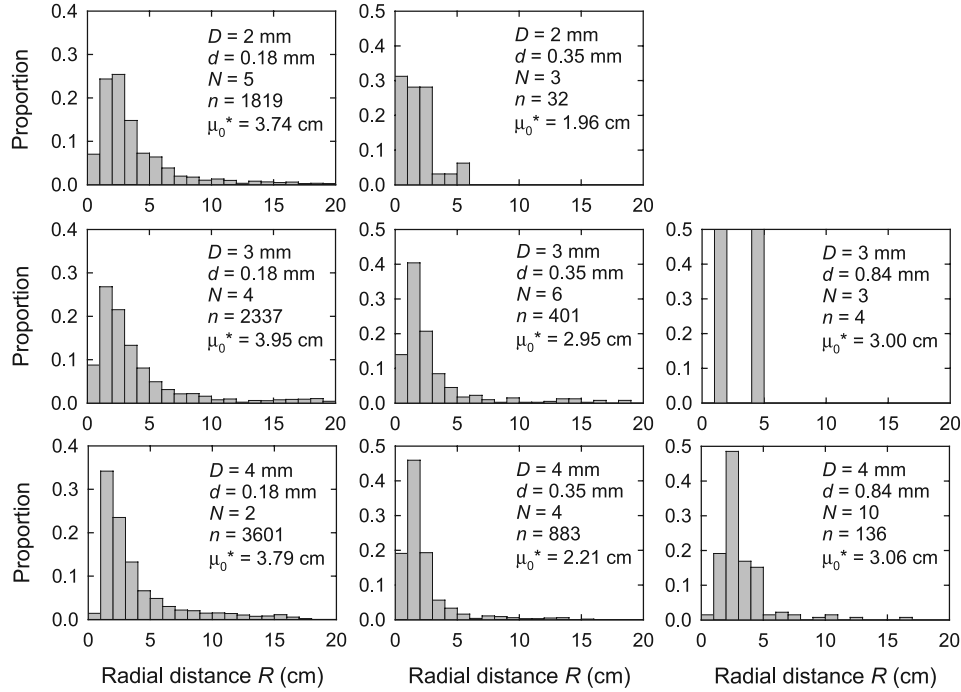 0.4
0.3
0.2
0.1
0.0
Proportion
0 5 10 15 20
D = 2 mm
d = 0.18 mm
N = 5
n = 1819
μ0* = 3.74 cm
0.5
0.4
0.3
0.2
0.1
0.0
0 5 10 15 20
D = 2 mm
d = 0.35 mm
N = 3
n = 32
μ0* = 1.96 cm
0.4
0.3
0.2
0.1
0.0
Proportion
0 5 10 15 20
D = 3 mm
d = 0.18 mm
N = 4
n = 2337
μ0* = 3.95 cm
0.5
0.4
0.3
0.2
0.1
0.0
0 5 10 15 20
D = 3 mm
d = 0.35 mm
N = 6
n = 401
μ0* = 2.95 cm
0.5
0.4
0.3
0.2
0.1
0.0
0 5 10 15 20
D = 3 mm
d = 0.84 mm
N = 3
n = 4
μ0* = 3.00 cm
0.4
0.3
0.2
0.1
0.0
Proportion
0 5 10 15 20
Radial distance R (cm)
D = 4 mm
d = 0.18 mm
N = 2
n = 3601
μ0* = 3.79 cm
0.5
0.4
0.3
0.2
0.1
0.0
0 5 10 15 20
Radial distance R (cm)
D = 4 mm
d = 0.35 mm
N = 4
n = 883
μ0* = 2.21 cm
0.5
0.4
0.3
0.2
0.1
0.0
0 5 10 15 20
Radial distance R (cm)
D = 4 mm
d = 0.84 mm
N = 10
n = 136
μ0* = 3.06 cm